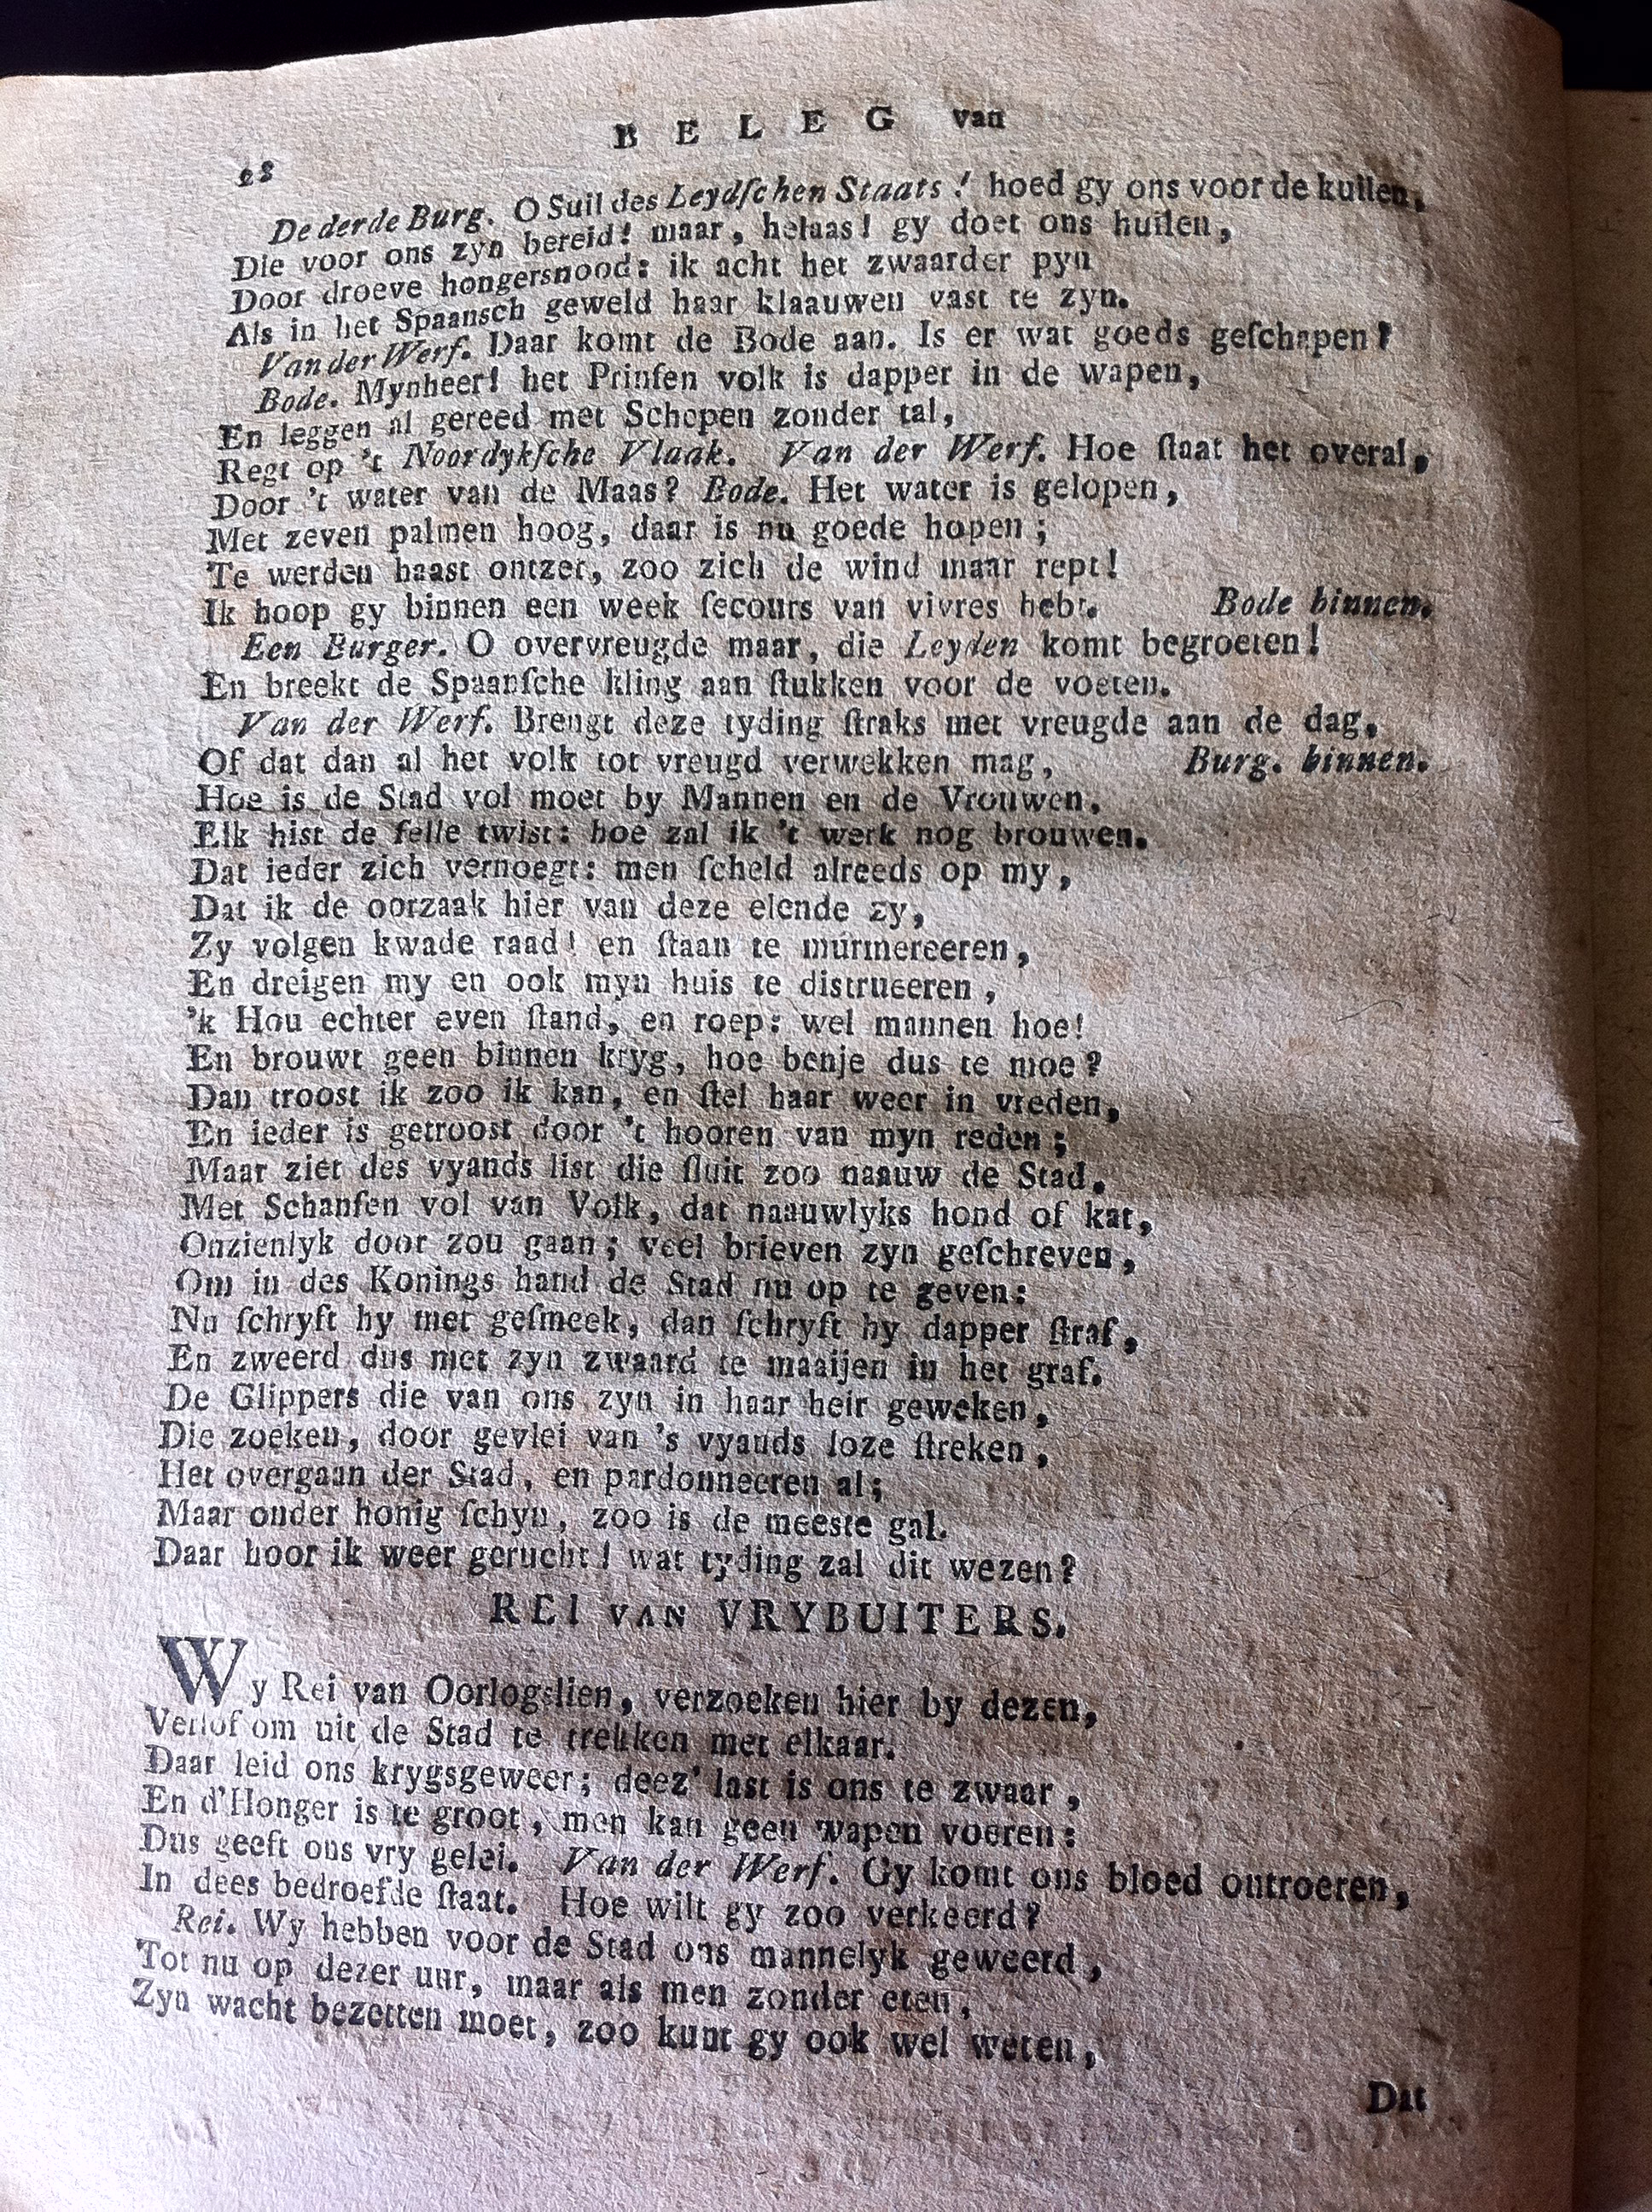 BELEG van
28
De derde Burg. O Suil des Leydſchen Staats! hoed gy ons voor de kuilen,
Die voor ons zyn bereid! maar, helaas! gy doet ons huilen,
Door droeve hongersnood: ik acht het zwaarder pyn
Als in het Spaansch geweld haar klaauwen vast te zyn.
Van der Werf. Daar komt de Bode aan. Is er wat goeds geſchapen?
Bode. Mynheer! het Prinſen volk is dapper in de wapen,
En leggen al gereed met Schepen zonder tal,
Regt op 't Noordykſche Vlaak. Van der Werf. Hoe ſtaat het overal,
Door 't water van de Maas? Bode. Het water is gelopen,
Met zeven palmen hoog, daar is nu goede hopen;
Te werden haast ontzet, zoo zich de wind maar rept!
Ik hoop gy binnen een week ſecours van vivres hebt. Bode binnen.
Een Burger. O overvreugde maar, die Leyden komt begroeten!
En breekt de Spaanſche kling aan ſtukken voor de voeten.
Van der Werf. Brengt deze tyding ſtraks met vreugde aan de dag,
Of dat dan al het volk tot vreugd verwekken mag, Burg. binnen.
Hoe is de Stad vol moet by Mannen en de Vrouwen,
Elk hist de felle twist: hoe zal ik 't werk nog brouwen.
Dat ieder zich vernoegt: men ſcheld alreeds op my,
Dat ik de oorzaak hier van deze elende zy,
Zy volgen kwade raad! en ſtaan te murmereeren,
En dreigen my en ook myn huis te distrueeren,
'k Hou echter even ſtand, en roep: wel mannen hoe!
En brouwt geen binnen kryg, hoe benje dus te moe?
Dan troost ik zoo ik kan, en ſtel haar weer in vreden,
En ieder is getroost door 't hooren van myn reden;
Maar ziet des vyands list die ſluit zoo naauw de Stad.
Met Schanſen vol van Volk, dat naauwlyks hond of kat,
Onzienlyk door zou gaan; veel brieven zyn geſchreven,
Om in des Konings hand de Stad nu op te geven:
Nu ſchryft hy met geſmeek, dan ſchryft hy dapper ſtraf,
En zweerd dus met zyn zwaard te maaijen in het graf.
De Glippers die van ons zyn in haar heir geweken,
Die zoeken, door gevlei van 's vyands loze ſtreken,
Het overgaan der Stad, en pardonneeren al;
Maar onder honig ſchyn, zoo is de meeste gal.
Daar hoor ik weer gerucht! wat tyding zal dit wezen?
REI VAN VRYBUITERS.
Wy Rei van Oorlogslien, verzoeken hier by dezen,
Verlof om uit de Stad te trekken met elkaar.
Daar leid ons krygsgeweer; deez' last is ons te zwaar,
En d'Honger is te groot, men kan geen wapen voeren:
Dus geeft ons vry gelei. Van der Werf. Gy komt ons bloed ontroeren,
In dees bedroefde ſtaat. Hoe wilt gy zoo verkeerd?
Rei. Wy hebben voor de Stad ons mannelyk geweerd,
Tot nu op dezer uur, maar als men zonder eten,
Zyn wacht bezetten moet, zoo kunt gy ook wel weten,
Dat